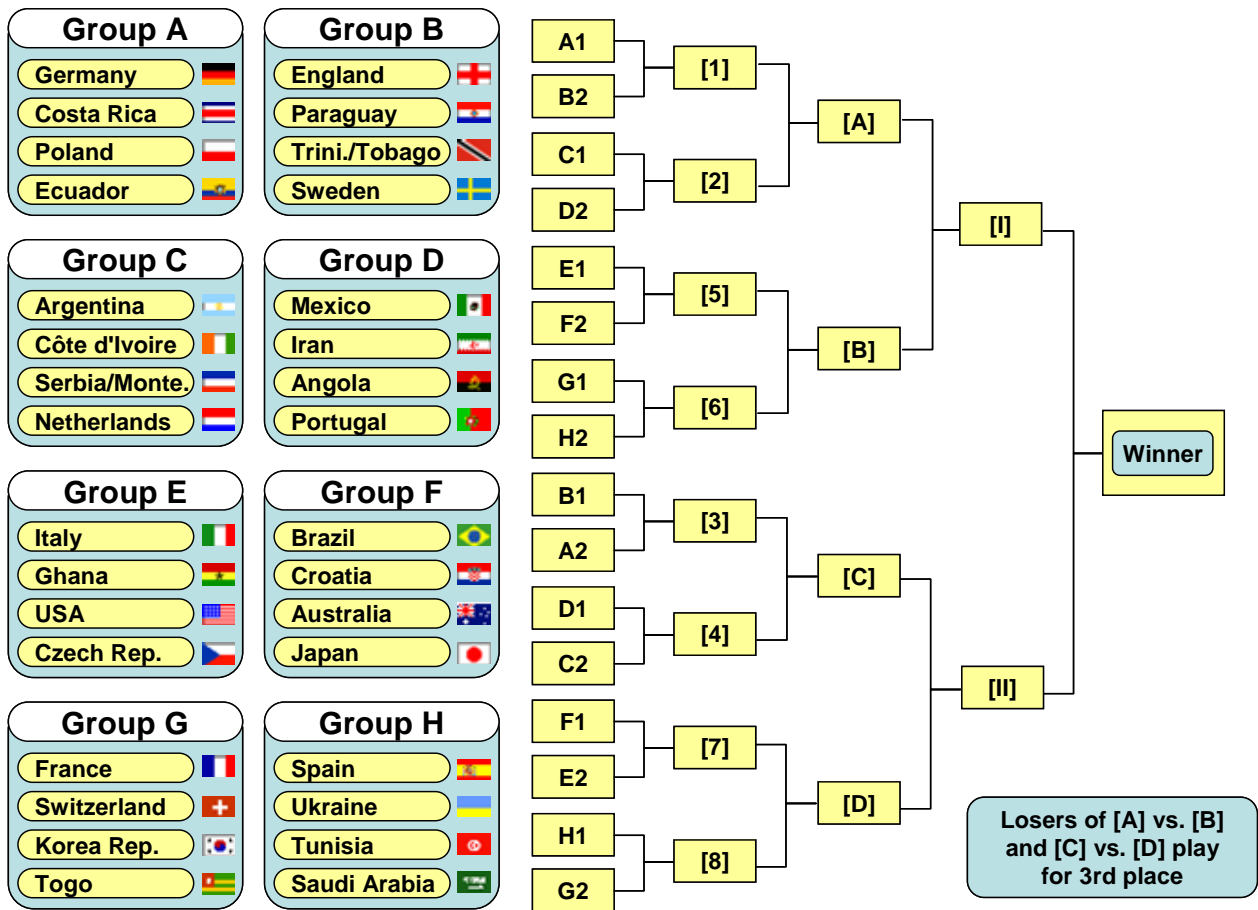 Group A
Germany
Costa Rica
Poland
Ecuador
Group B
England
Paraguay
Trini./Tobago
Sweden
Group C
Argentina
Côte d'Ivoire
Serbia/Monte.
Netherlands
Group D
Mexico
Iran
Angola
Portugal
Group E
Italy
Ghana
USA
Czech Rep.
Group F
Brazil
Croatia
Australia
Japan
Group G
France
Switzerland
Korea Rep.
Togo
Group H
Spain
Ukraine
Tunisia
Saudi Arabia
A1
B2
C1
D2
E1
F2
G1
H2
B1
A2
D1
C2
F1
E2
H1
G2
[1]
[2]
[5]
[6]
[3]
[4]
[7]
[8]
[A]
[B]
[C]
[D]
[I]
[II]
Winner
Losers of [A] vs. [B]
and [C] vs. [D] play
for 3rd place